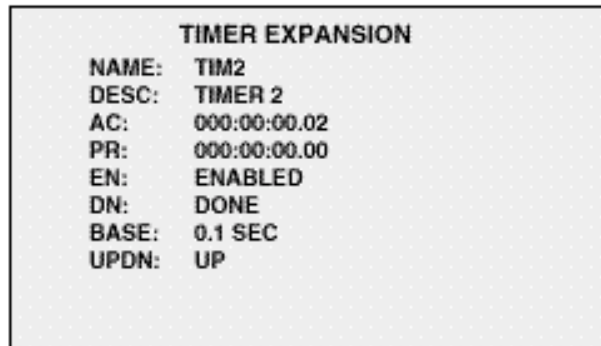 TIMER EXPANSION
NAME: TIM2
DESC: TIMER 2
AC: 000:00:00.02
PR: 000:00:00.00
EN: ENABLED
DN: DONE
BASE: 0.1 SEC
UPDN: UP